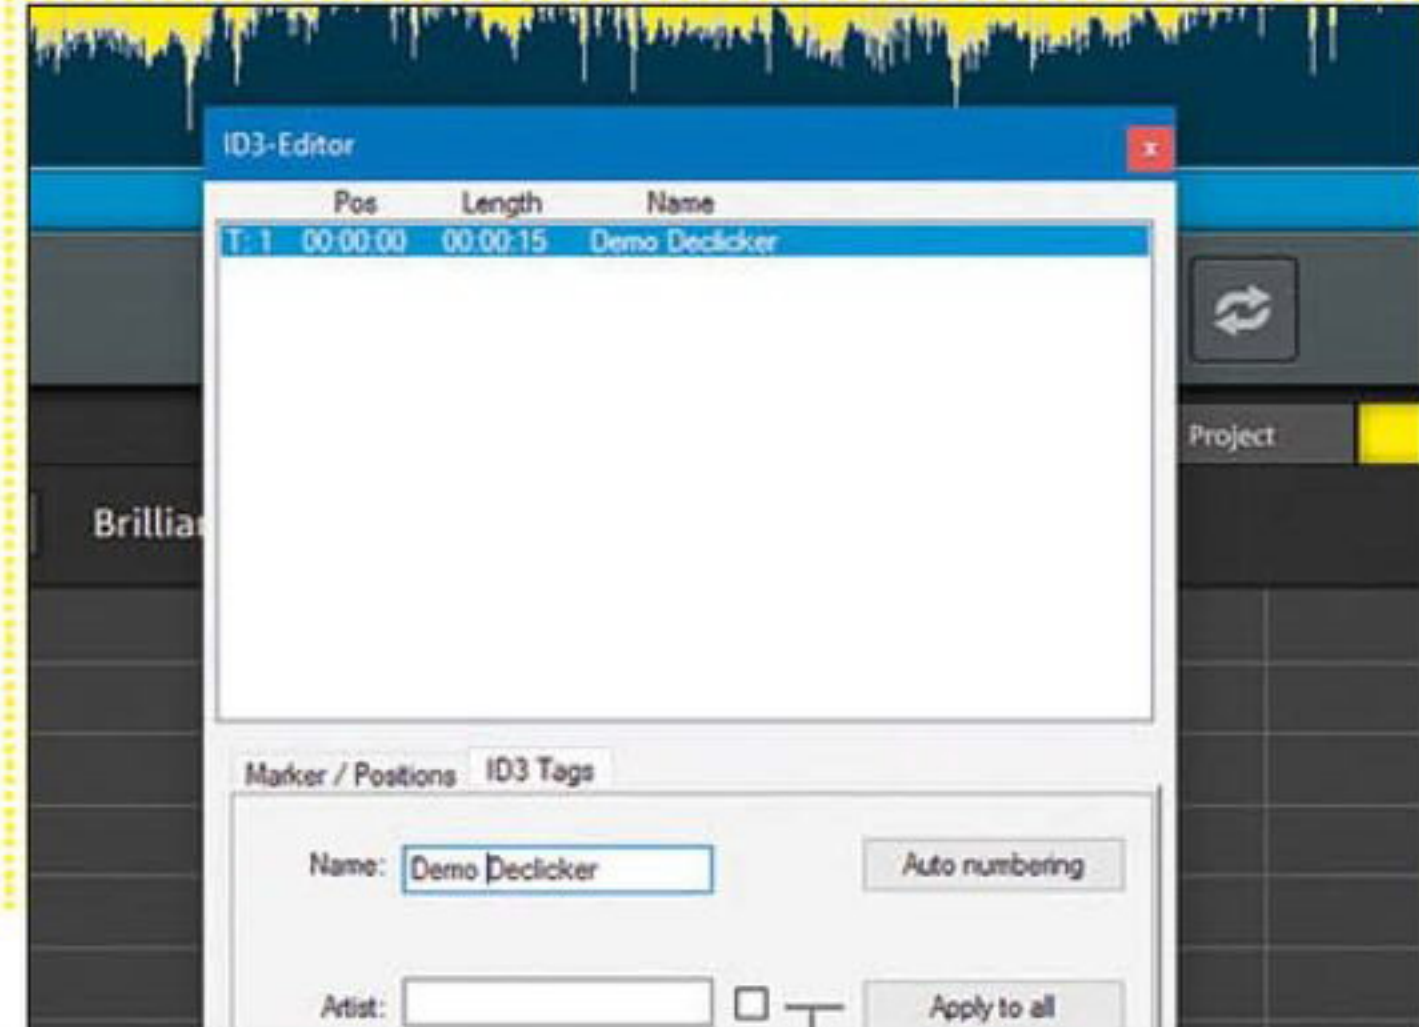 ID3-Editor x
Pos Length Name
T: 1 00:00:00 00:00:15 Demo Declicker
Project
Brillia
Marker / Positions ID3 Tags
Name: Demo Declicker Auto numbering
Artist: Apply to all